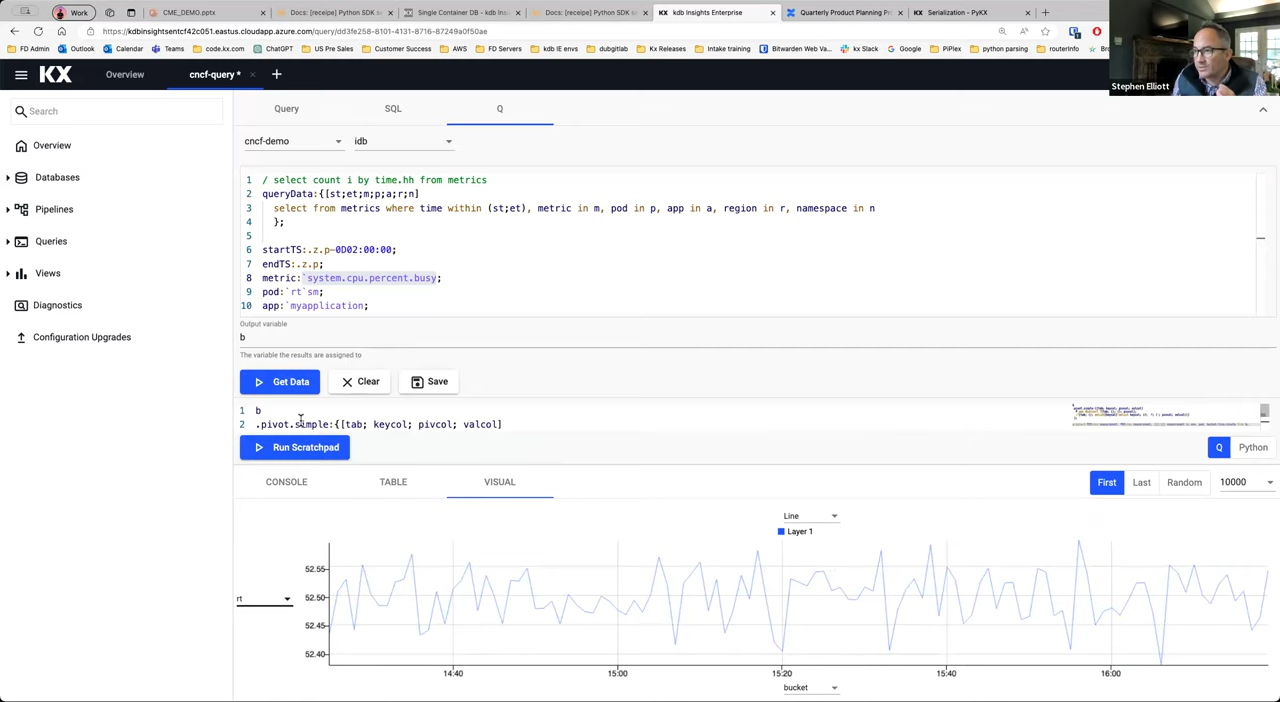 Work
CME_DEMO.pptx
Docs: [receipe] Python SDK se
Single Container DB - kdb Insi
Docs: [receipe] Python SDK se
KX kdb Insights Enterprise
Quarterly Product Planning Pro
KX Serialization - PyKX
https://kdbinsightsentcf42c051.eastus.cloudapp.azure.com/query/dd3fe258-8101-4131-8716-87249a0f50ae
FD Admin
Outlook
Calendar
Teams
code.kx.com
ChatGPT
US Pre Sales
Customer Success
AWS
FD Servers
kdb IE envs
dubgitlab
Kx Releases
Intake training
Bitwarden Web Va...
kx Slack
Google
PiPlex
python parsing
routerInfo
Stephen Elliott
KX
Overview
cncf-query *
Search
Overview
Databases
Pipelines
Queries
Views
Diagnostics
Configuration Upgrades
Query
SQL
Q
cncf-demo
idb
1 / select count i by time.hh from metrics
2 queryData:{[st;et;m;p;a;r;n]
3 select from metrics where time within (st;et), metric in m, pod in p, app in a, region in r, namespace in n
4 };
5
6 startTS:.z.p-0D02:00:00;
7 endTS:.z.p;
8 metric:`system.cpu.percent.busy;
9 pod:`rt`sm;
10 app:`myapplication;
Output variable
b
The variable the results are assigned to
Get Data
Clear
Save
1 b
2 .pivot.simple:{[tab; keycol; pivcol; valcol]
Run Scratchpad
Q
Python
CONSOLE
TABLE
VISUAL
First
Last
Random
10000
Line
Layer 1
52.55
52.50
52.45
52.40
rt
14:40
15:00
15:20
15:40
16:00
bucket